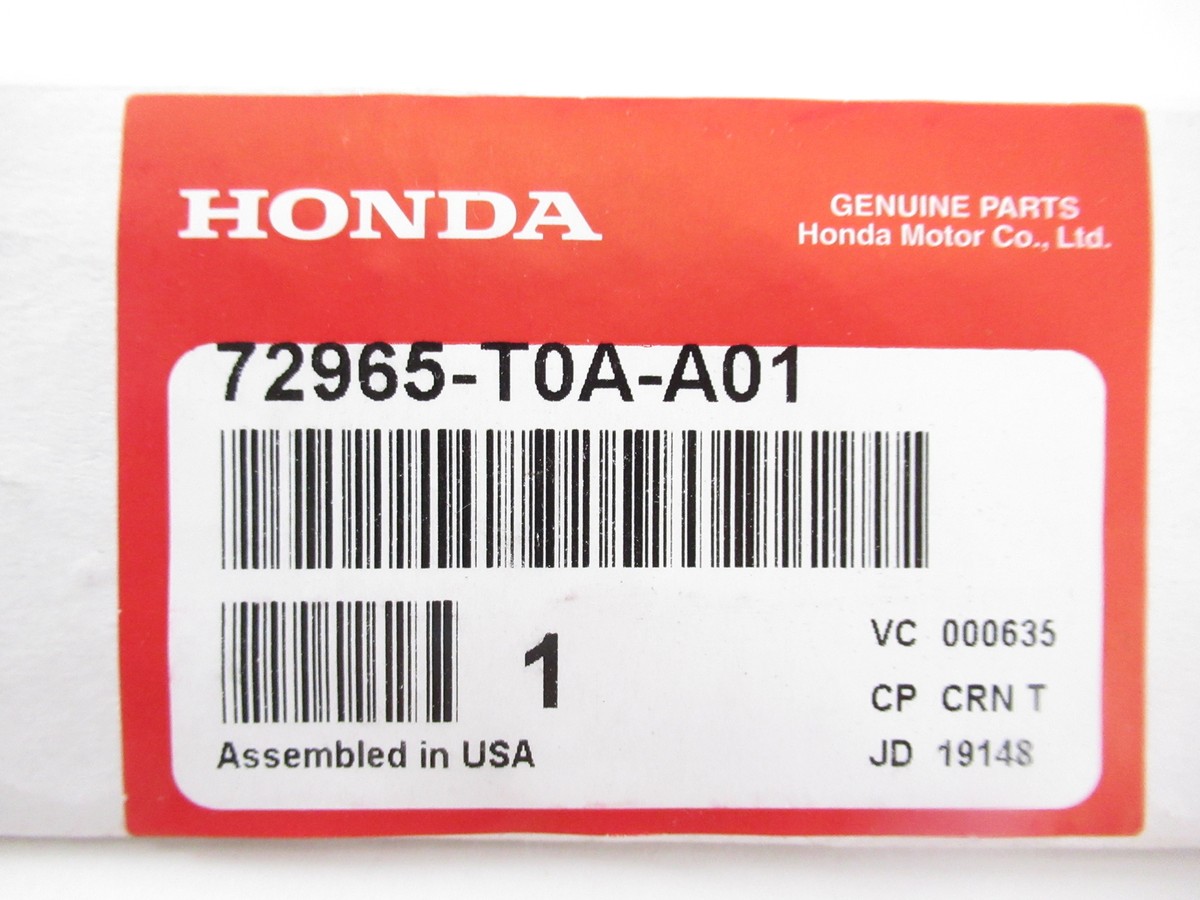 HONDA
GENUINE PARTS
Honda Motor Co., Ltd.
72965-T0A-A01
1
VC 000635
CP CRN T
Assembled in USA
JD 19148